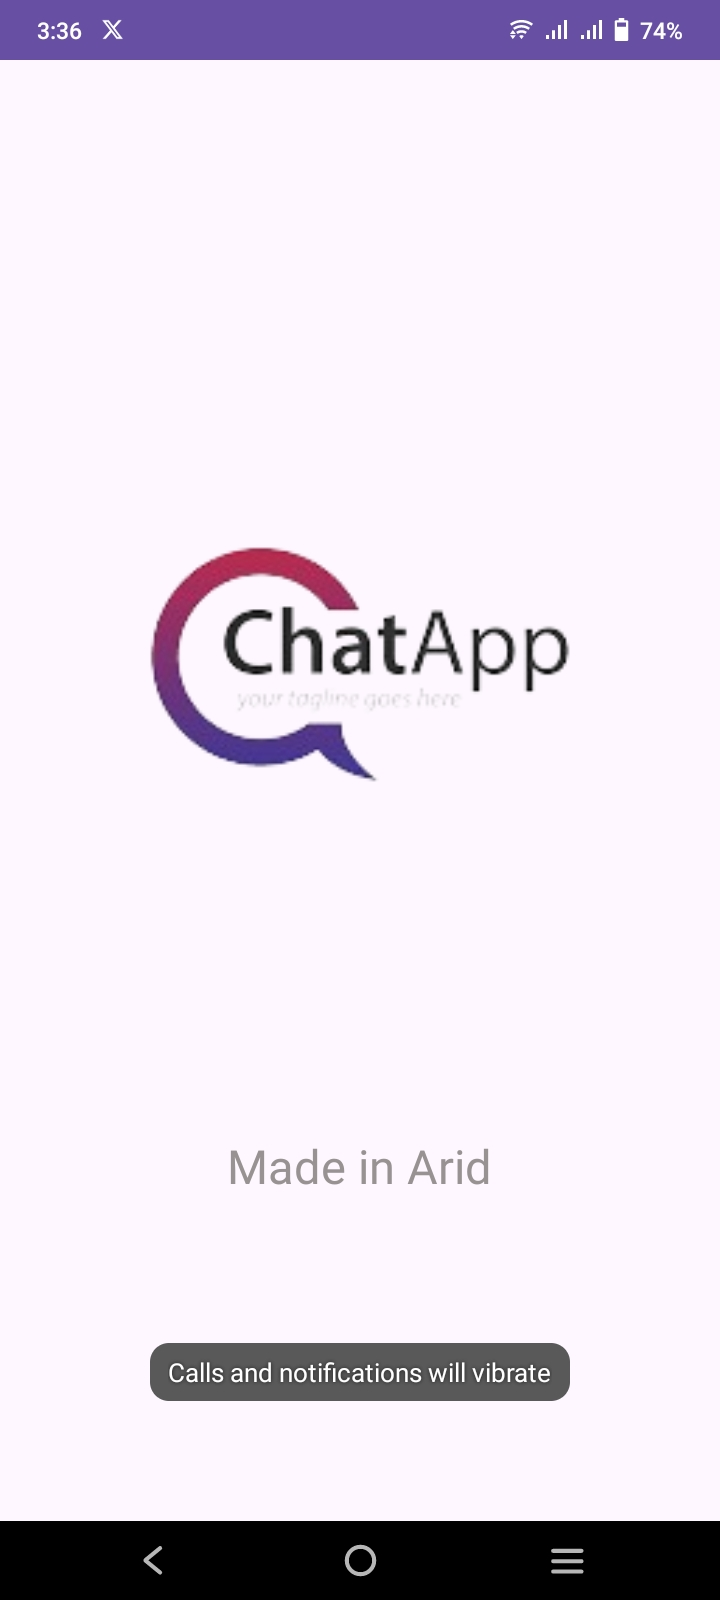 3:36 74%
ChatApp
your tagline goes here
Made in Arid
Calls and notifications will vibrate